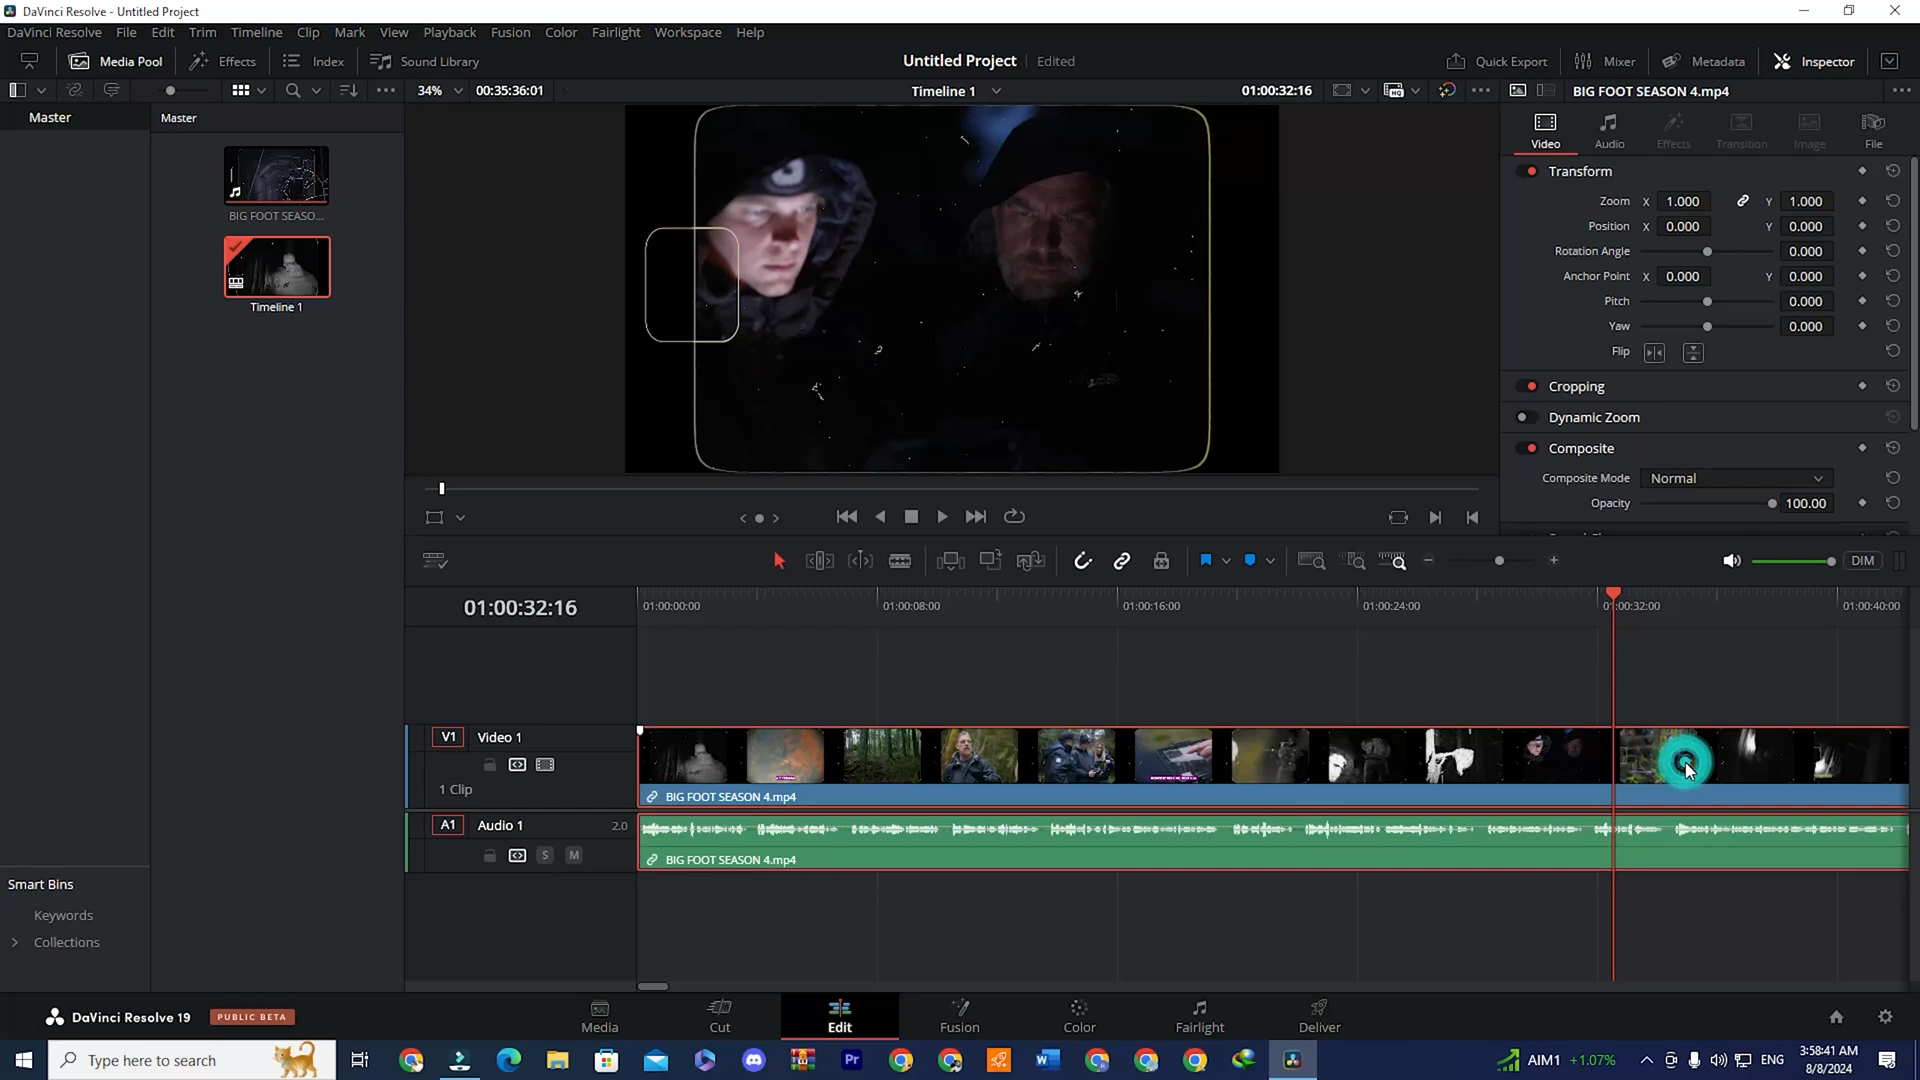 DaVinci Resolve - Untitled Project
DaVinci Resolve File Edit Trim Timeline Clip Mark View Playback Fusion Color Fairlight Workspace Help
Media Pool Effects Index Sound Library Untitled Project Edited Quick Export Mixer Metadata Inspector
34% 00:35:36:01 Timeline 1 01:00:32:16 BIG FOOT SEASON 4.mp4
Master
Master
BIG FOOT SEASO...
Timeline 1
Video Audio Effects Transition Image File
Transform
Zoom X 1.000 Y 1.000
Position X 0.000 Y 0.000
Rotation Angle 0.000
Anchor Point X 0.000 Y 0.000
Pitch 0.000
Yaw 0.000
Flip
Cropping
Dynamic Zoom
Composite
Composite Mode Normal
Opacity 100.00
DIM
01:00:32:16
01:00:00:00 01:00:08:00 01:00:16:00 01:00:24:00 01:00:32:00 01:00:40:00
V1 Video 1
1 Clip
BIG FOOT SEASON 4.mp4
A1 Audio 1 2.0
S M
BIG FOOT SEASON 4.mp4
Smart Bins
Keywords
Collections
DaVinci Resolve 19 PUBLIC BETA
Media Cut Edit Fusion Color Fairlight Deliver
Type here to search
AIM1 +1.07%
ENG
3:58:41 AM
8/8/2024